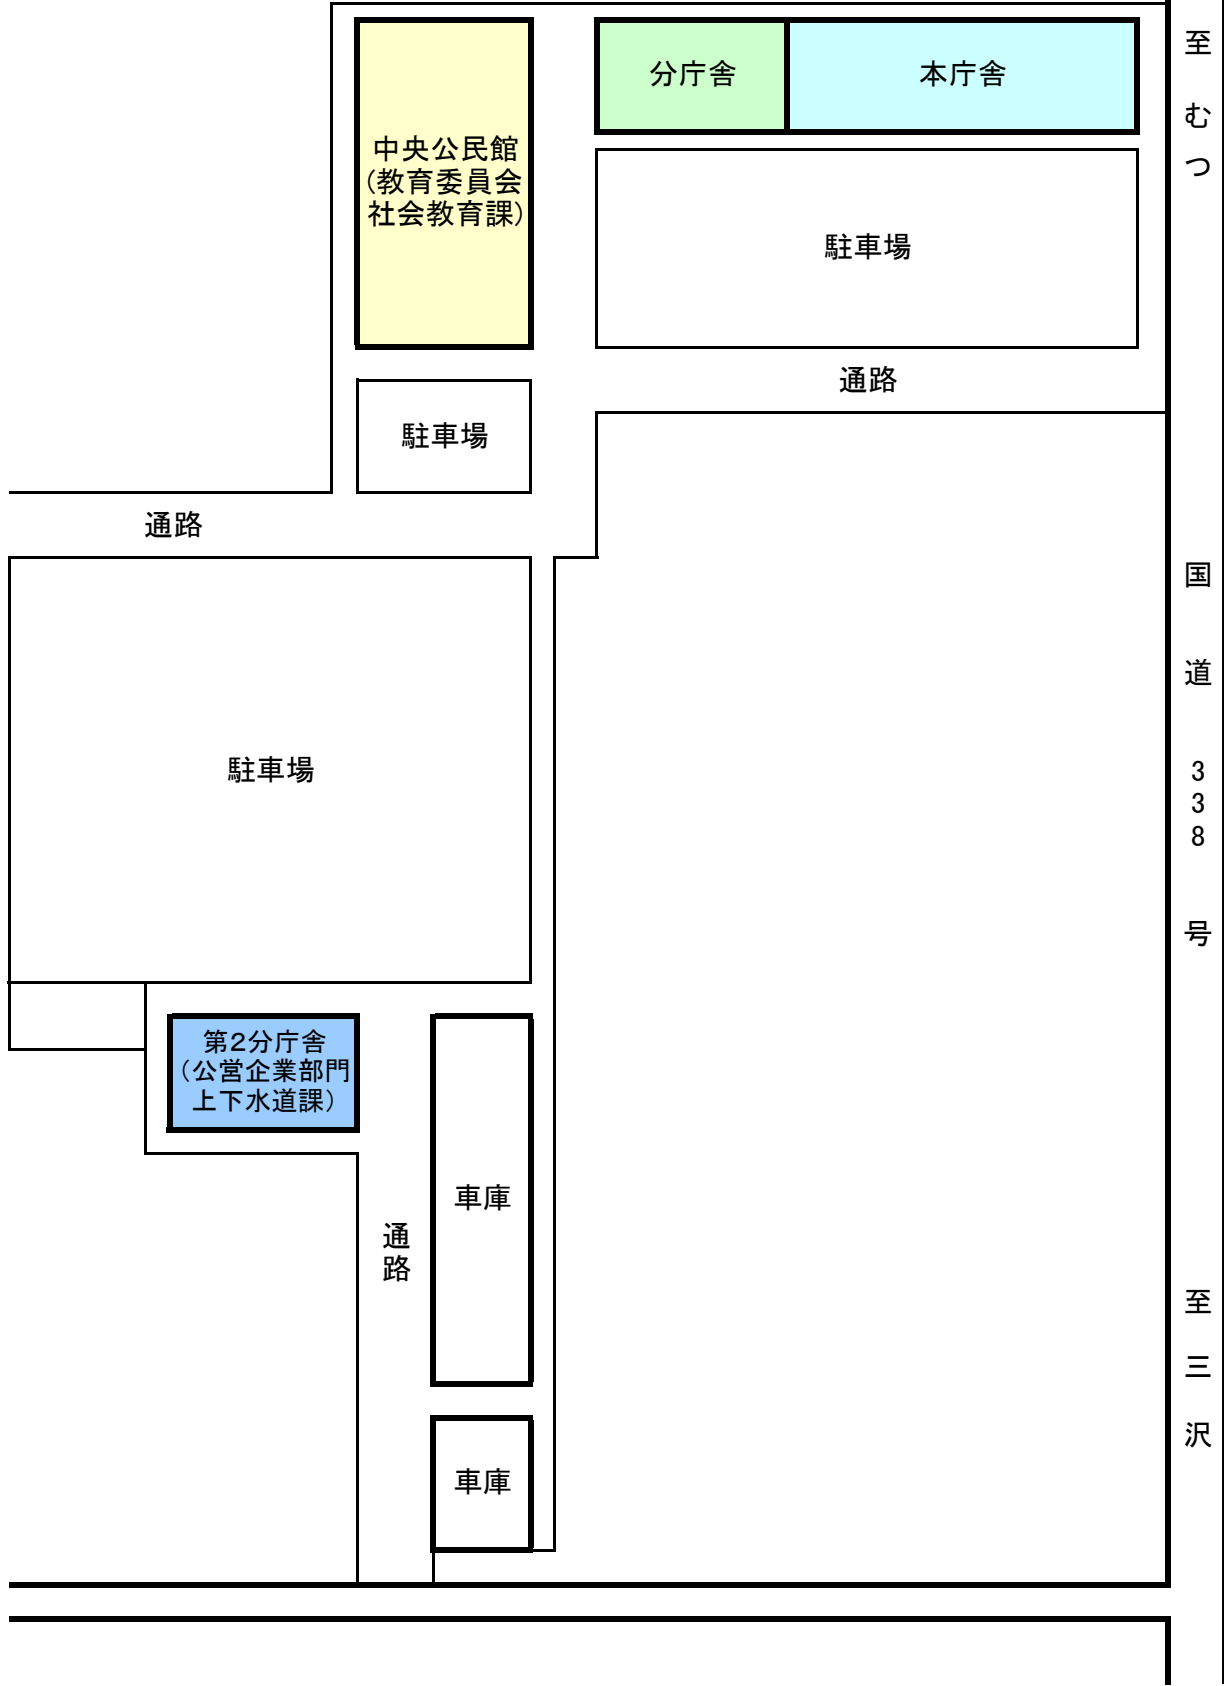 分庁舎
本庁舎
中央公民館
(教育委員会
社会教育課)
駐車場
通路
駐車場
通路
駐車場
第2分庁舎
(公営企業部門
上下水道課)
車庫
通路
車庫
至 むつ
国 道 338 号
至 三 沢